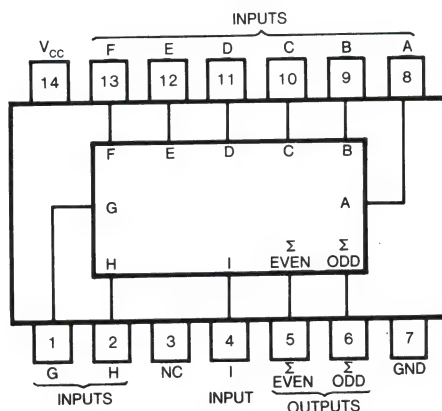 INPUTS
VCC F E D C B A
14 13 12 11 10 9 8
F E D C B
G A
H I Σ EVEN Σ ODD
1 2 3 4 5 6 7
G H NC I Σ EVEN Σ ODD GND
INPUTS INPUT OUTPUTS